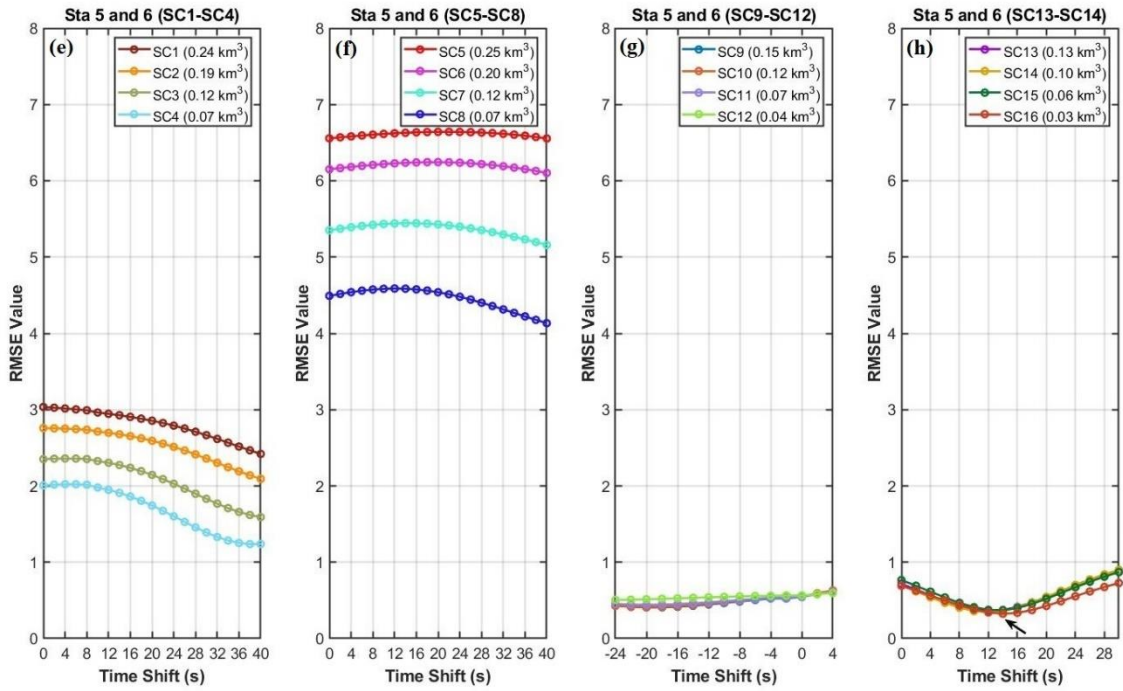 Sta 5 and 6 (SC1-SC4)
(e)
SC1 (0.24 km³)
SC2 (0.19 km³)
SC3 (0.12 km³)
SC4 (0.07 km³)
RMSE Value
8
7
6
5
4
3
2
1
0
0 4 8 12 16 20 24 28 32 36 40
Time Shift (s)
Sta 5 and 6 (SC5-SC8)
(f)
SC5 (0.25 km³)
SC6 (0.20 km³)
SC7 (0.12 km³)
SC8 (0.07 km³)
RMSE Value
8
7
6
5
4
3
2
1
0
0 4 8 12 16 20 24 28 32 36 40
Time Shift (s)
Sta 5 and 6 (SC9-SC12)
(g)
SC9 (0.15 km³)
SC10 (0.12 km³)
SC11 (0.07 km³)
SC12 (0.04 km³)
RMSE Value
8
7
6
5
4
3
2
1
0
-24 -20 -16 -12 -8 -4 0 4
Time Shift (s)
Sta 5 and 6 (SC13-SC14)
(h)
SC13 (0.13 km³)
SC14 (0.10 km³)
SC15 (0.06 km³)
SC16 (0.03 km³)
RMSE Value
8
7
6
5
4
3
2
1
0
0 4 8 12 16 20 24 28
Time Shift (s)